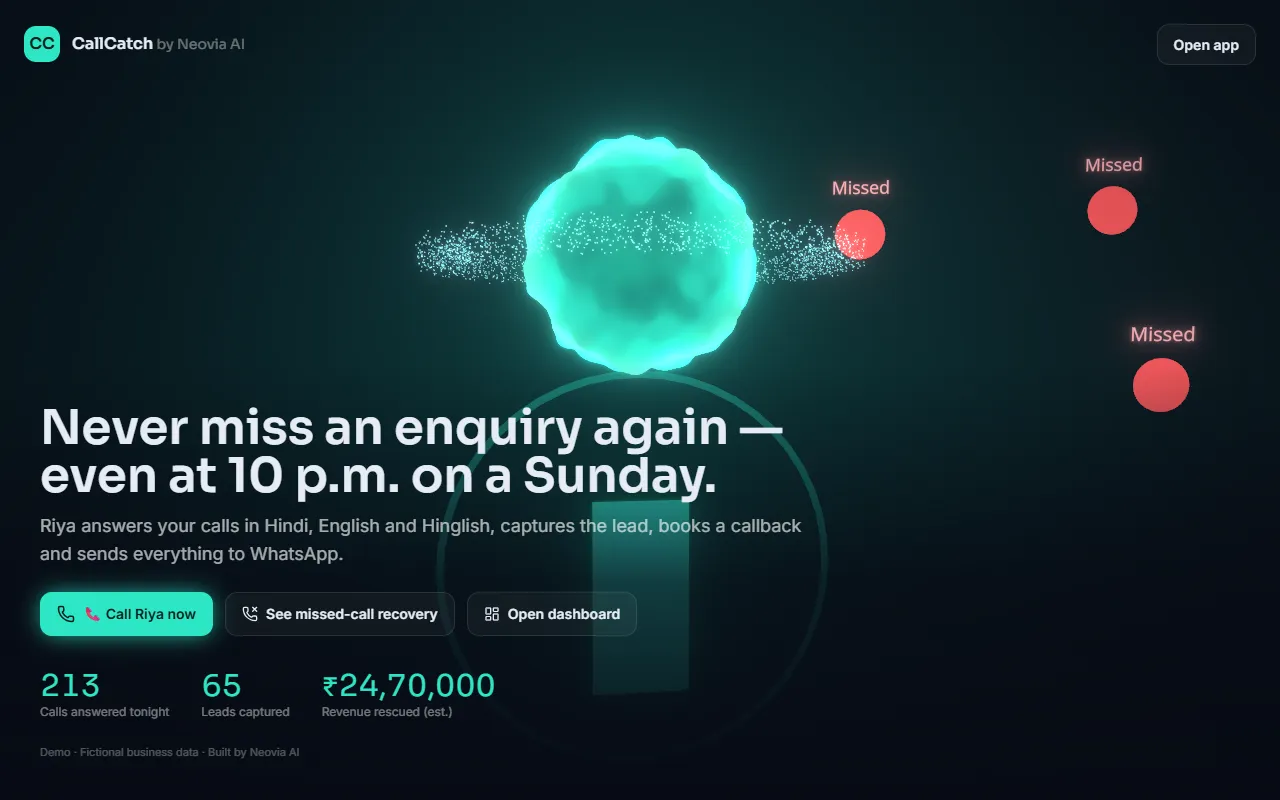 CC CallCatch by Neovia AI
Open app
Missed
Missed
Missed
Never miss an enquiry again —
even at 10 p.m. on a Sunday.
Riya answers your calls in Hindi, English and Hinglish, captures the lead, books a callback
and sends everything to WhatsApp.
📞 Call Riya now
See missed-call recovery
Open dashboard
213
Calls answered tonight
65
Leads captured
₹24,70,000
Revenue rescued (est.)
Demo · Fictional business data · Built by Neovia AI